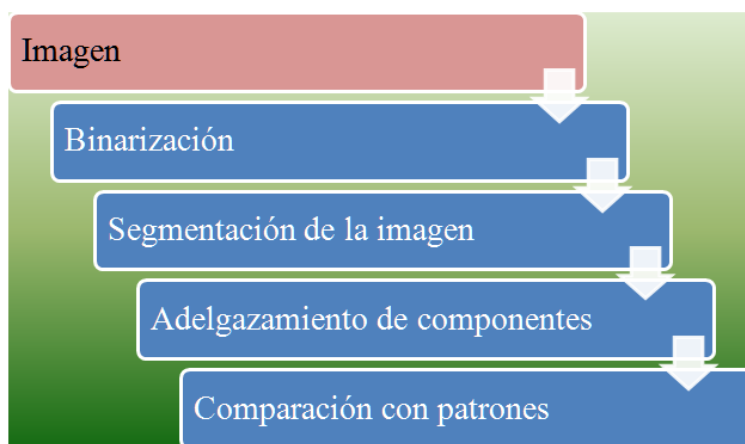 Imagen
Binarización
Segmentación de la imagen
Adelgazamiento de componentes
Comparación con patrones